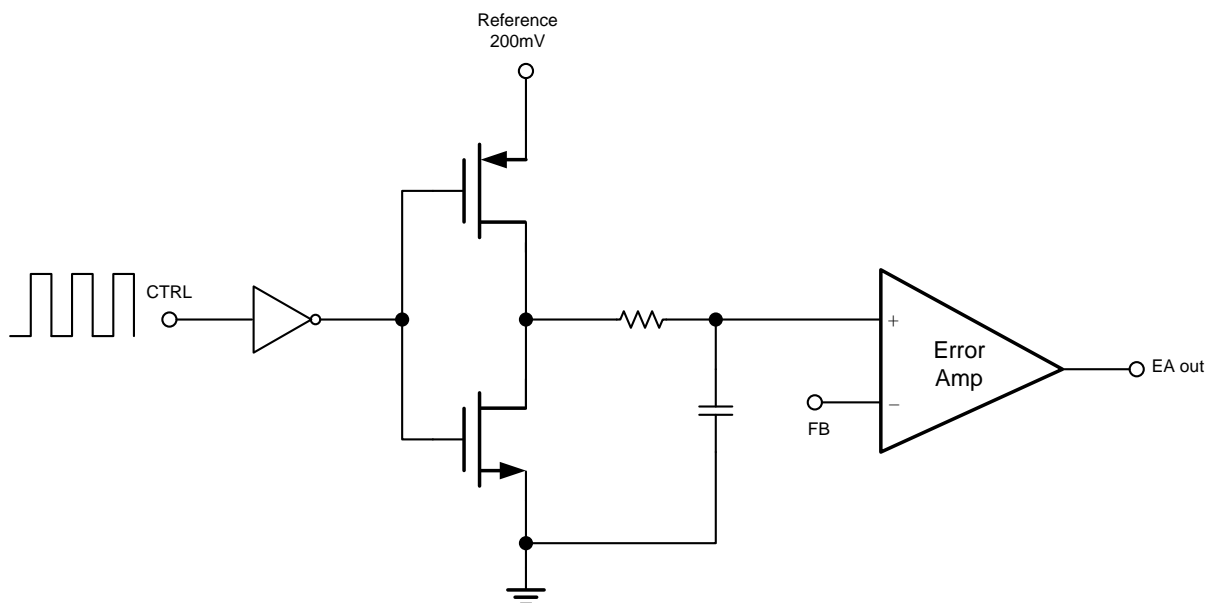 Reference
200mV
CTRL
+
Error
Amp
EA out
−
FB